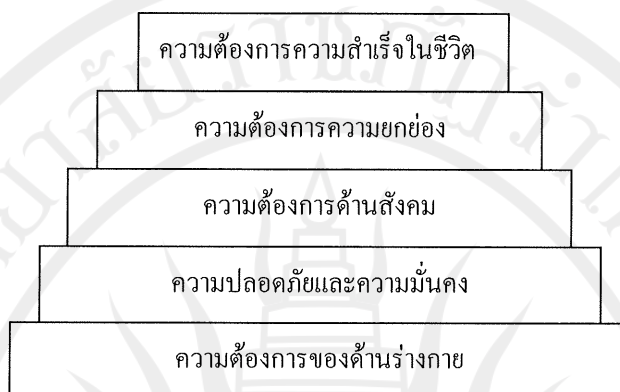 ความต้องการความสำเร็จในชีวิต
ความต้องการความยกย่อง
ความต้องการด้านสังคม
ความปลอดภัยและความมั่นคง
ความต้องการของด้านร่างกาย